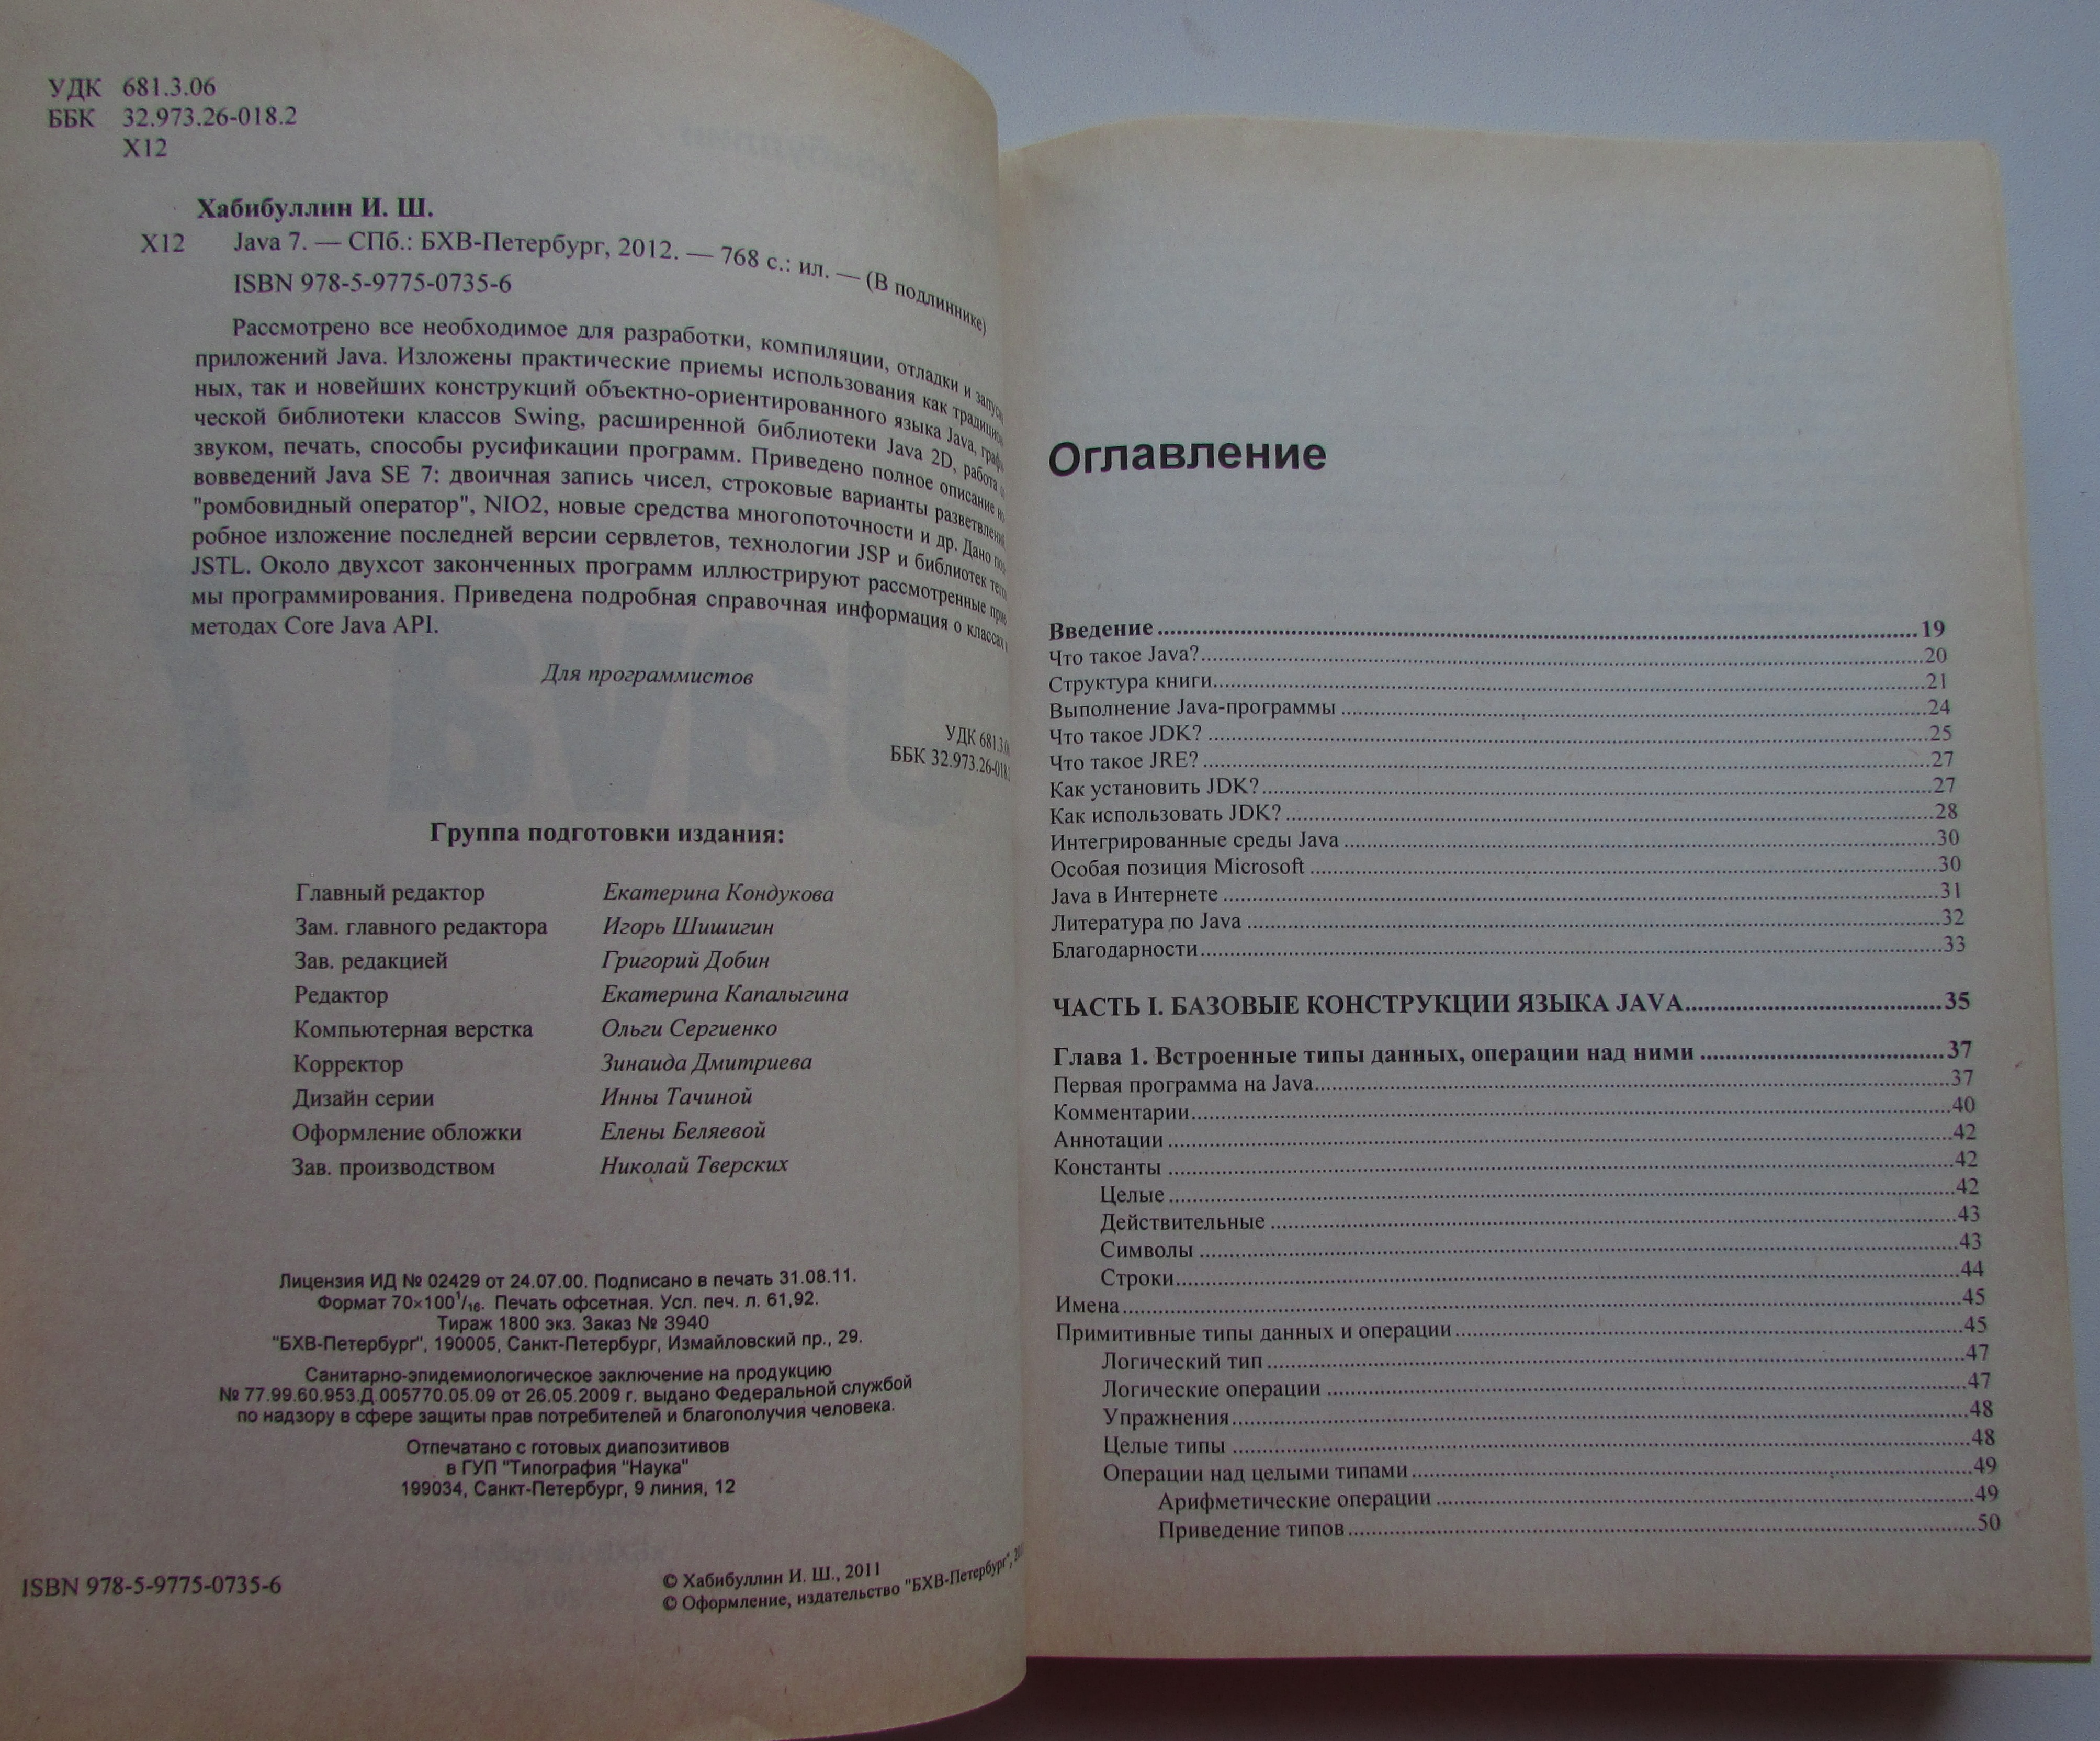 УДК 681.3.06
ББК 32.973.26-018.2
Х12
Хабибуллин И. Ш.
Х12 Java 7. — СПб.: БХВ-Петербург, 2012. — 768 с.: ил. — (В подлиннике)
ISBN 978-5-9775-0735-6
Рассмотрено все необходимое для разработки, компиляции, отладки и запуска
приложений Java. Изложены практические приемы использования как традицион-
ных, так и новейших конструкций объектно-ориентированного языка Java, графи-
ческой библиотеки классов Swing, расширенной библиотеки Java 2D, работа со
звуком, печать, способы русификации программ. Приведено полное описание но-
вовведений Java SE 7: двоичная запись чисел, строковые варианты разветвлений,
"ромбовидный оператор", NIO2, новые средства многопоточности и др. Дано под-
робное изложение последней версии сервлетов, технологии JSP и библиотек тегов
JSTL. Около двухсот законченных программ иллюстрируют рассмотренные прие-
мы программирования. Приведена подробная справочная информация о классах и
методах Core Java API.
Для программистов
УДК 681.3.06
ББК 32.973.26-018.2
Группа подготовки издания:
Главный редактор Екатерина Кондукова
Зам. главного редактора Игорь Шишигин
Зав. редакцией Григорий Добин
Редактор Екатерина Капалыгина
Компьютерная верстка Ольги Сергиенко
Корректор Зинаида Дмитриева
Дизайн серии Инны Тачиной
Оформление обложки Елены Беляевой
Зав. производством Николай Тверских
Лицензия ИД № 02429 от 24.07.00. Подписано в печать 31.08.11.
Формат 70×100¹/₁₆. Печать офсетная. Усл. печ. л. 61,92.
Тираж 1800 экз. Заказ № 3940
"БХВ-Петербург", 190005, Санкт-Петербург, Измайловский пр., 29.
Санитарно-эпидемиологическое заключение на продукцию
№ 77.99.60.953.Д.005770.05.09 от 26.05.2009 г. выдано Федеральной службой
по надзору в сфере защиты прав потребителей и благополучия человека.
Отпечатано с готовых диапозитивов
в ГУП "Типография "Наука"
199034, Санкт-Петербург, 9 линия, 12
ISBN 978-5-9775-0735-6
© Хабибуллин И. Ш., 2011
© Оформление, издательство "БХВ-Петербург",
Оглавление
Введение ........ 19
Что такое Java? ........ 20
Структура книги ........ 21
Выполнение Java-программы ........ 24
Что такое JDK? ........ 25
Что такое JRE? ........ 27
Как установить JDK? ........ 27
Как использовать JDK? ........ 28
Интегрированные среды Java ........ 30
Особая позиция Microsoft ........ 30
Java в Интернете ........ 31
Литература по Java ........ 32
Благодарности ........ 33
ЧАСТЬ I. БАЗОВЫЕ КОНСТРУКЦИИ ЯЗЫКА JAVA ........ 35
Глава 1. Встроенные типы данных, операции над ними ........ 37
Первая программа на Java ........ 37
Комментарии ........ 40
Аннотации ........ 42
Константы ........ 42
Целые ........ 42
Действительные ........ 43
Символы ........ 43
Строки ........ 44
Имена ........ 45
Примитивные типы данных и операции ........ 45
Логический тип ........ 47
Логические операции ........ 47
Упражнения ........ 48
Целые типы ........ 48
Операции над целыми типами ........ 49
Арифметические операции ........ 49
Приведение типов ........ 50